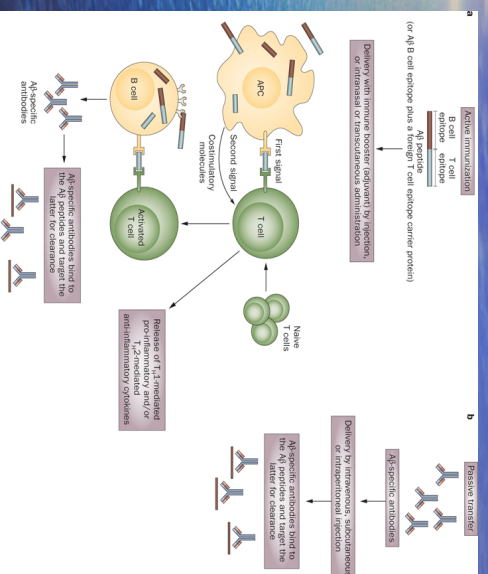 a
Active immunization
B cell epitope
T cell epitope
Aβ peptide
(or Aβ B cell epitope plus a foreign T cell epitope carrier protein)
Delivery with immune booster (adjuvant) by injection,
or intranasal or transcutaneous administration
APC
First signal
Second signal
Costimulatory
molecules
T cell
Naive
T cells
B cell
Activated
T cell
Release of TH1-mediated
pro-inflammatory and/or
TH2-mediated
anti-inflammatory cytokines
Aβ-specific
antibodies
Aβ-specific antibodies bind to
the Aβ peptides and target the
latter for clearance
b
Passive transfer
Aβ-specific antibodies
Delivery by intravenous, subcutaneous
or intraperitoneal injection
Aβ-specific antibodies bind to
the Aβ peptides and target the
latter for clearance